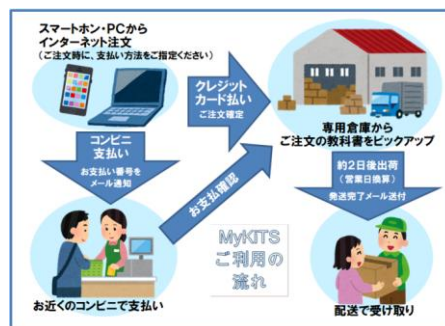 スマートホン・PCから
インターネット注文
(ご注文時に、支払い方法をご指定ください)
クレジット
カード払い
ご注文確定
専用倉庫から
ご注文の教科書をピックアップ
コンビニ
支払い
お支払い番号を
メール通知
お支払確認
約2日後出荷
(営業日換算)
発送完了メール送付
MyKITS
ご利用の
流れ
お近くのコンビニで支払い
配送で受け取り